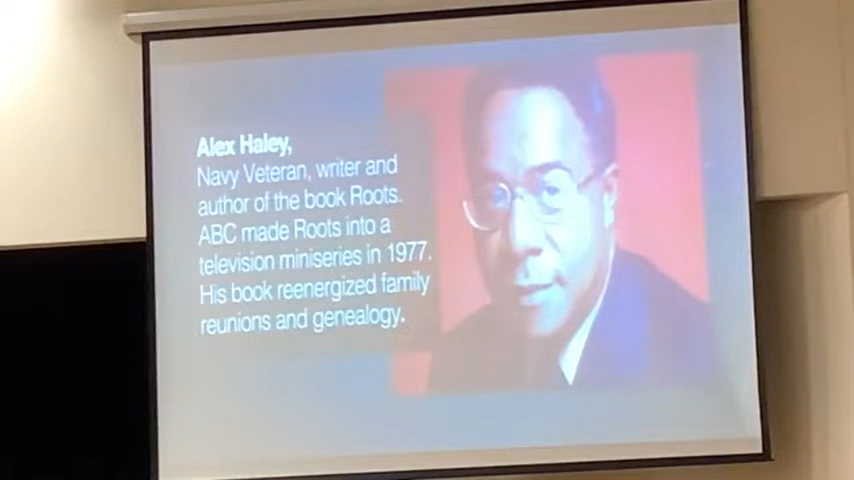 Alex Haley,
Navy Veteran, writer and
author of the book Roots.
ABC made Roots into a
television miniseries in 1977.
His book reenergized family
reunions and genealogy.